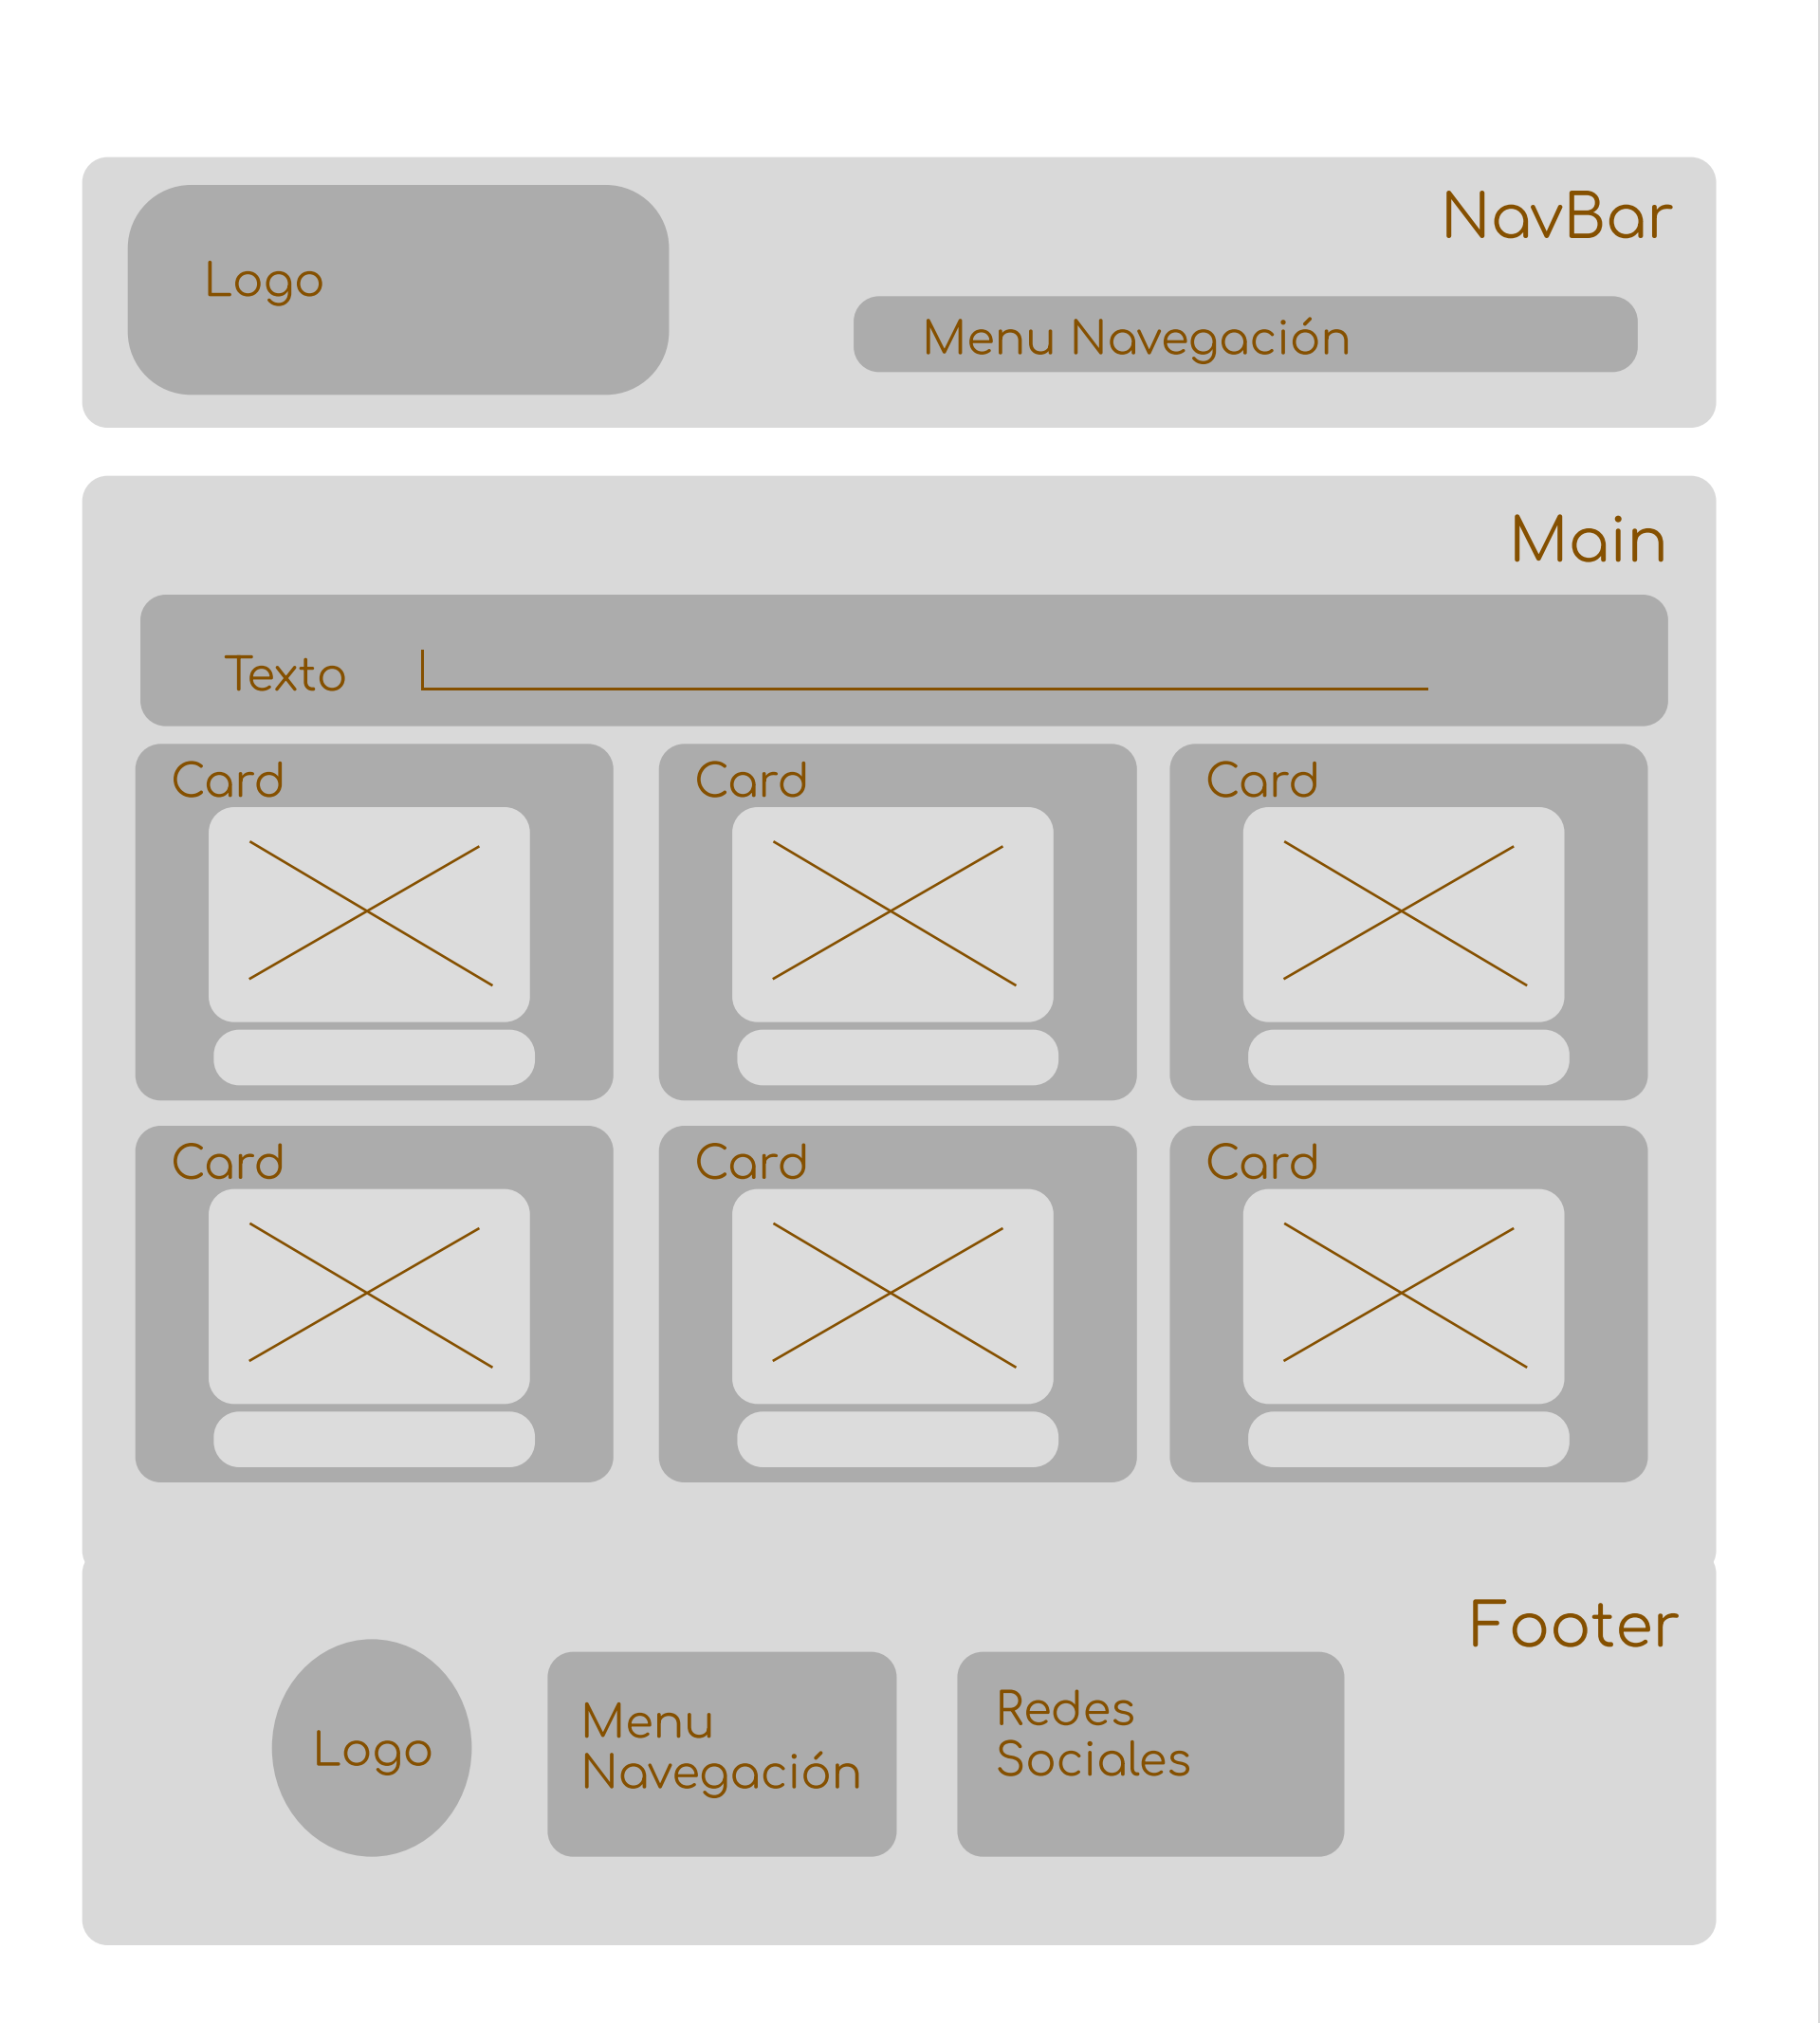 NavBar
Logo
Menu Navegación
Main
Texto
Card
Card
Card
Card
Card
Card
Footer
Logo
Menu
Navegación
Redes
Sociales